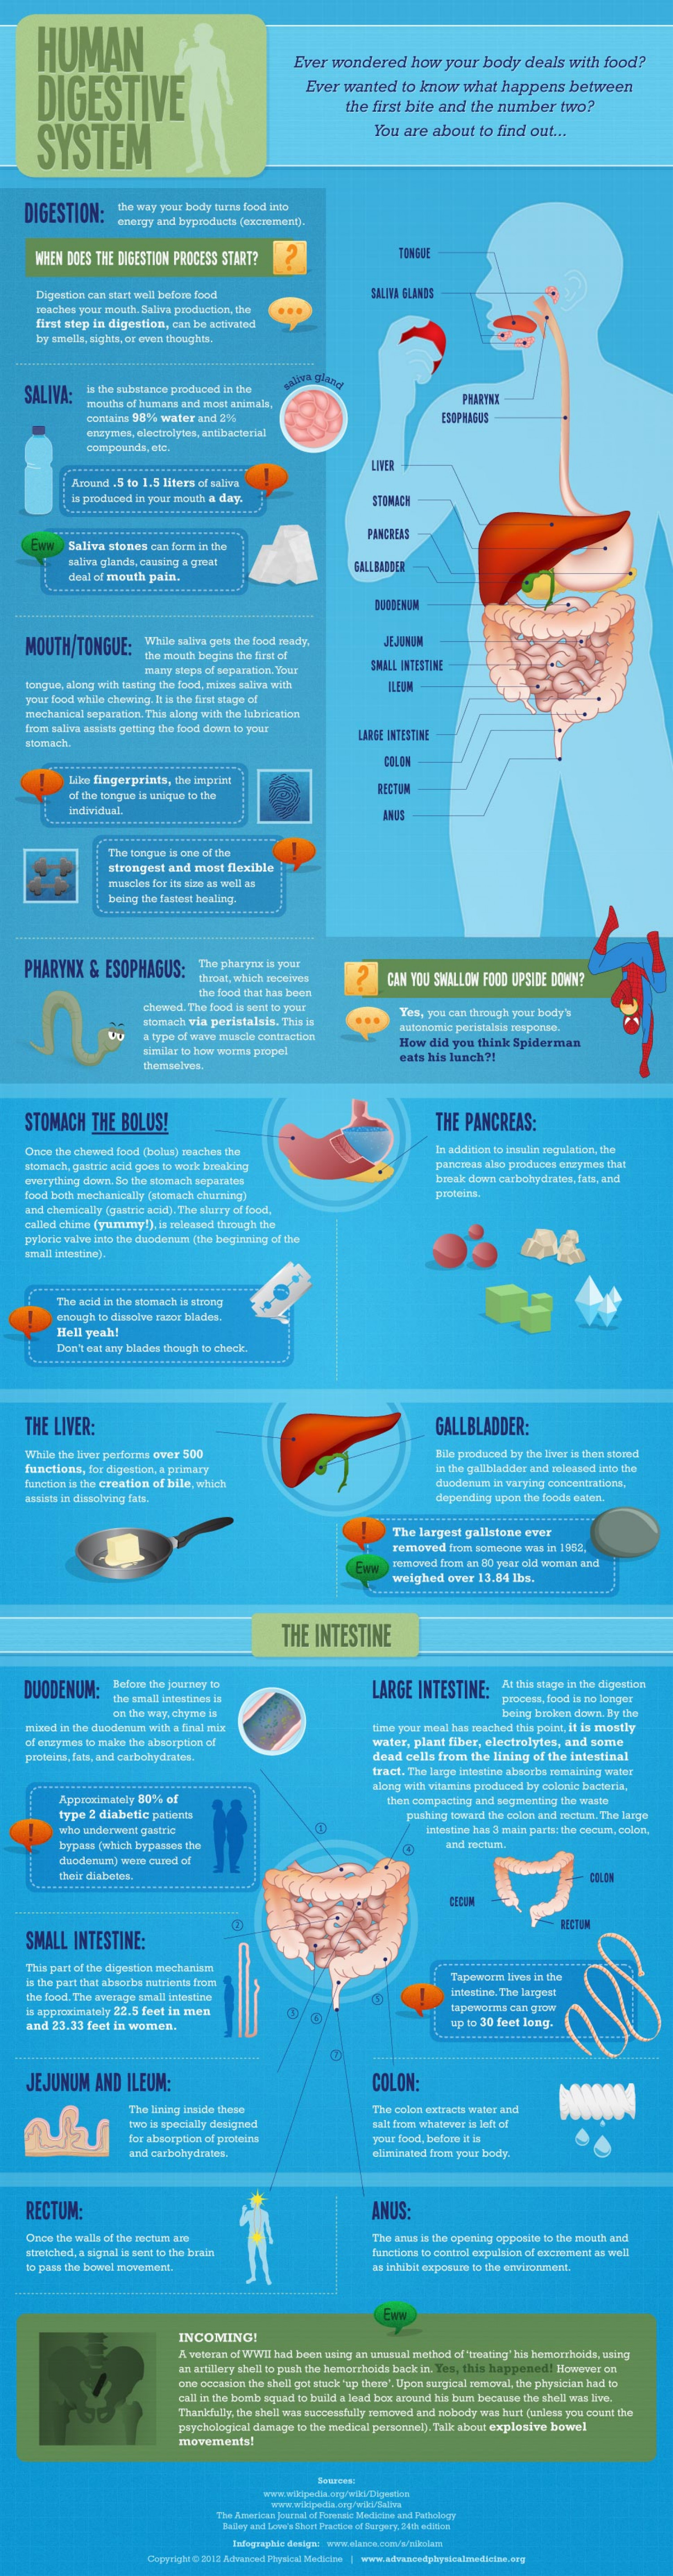 HUMAN
DIGESTIVE
SYSTEM
Ever wondered how your body deals with food?
Ever wanted to know what happens between
the first bite and the number two?
You are about to find out...
DIGESTION: the way your body turns food into
energy and byproducts (excrement).
WHEN DOES THE DIGESTION PROCESS START?
?
Digestion can start well before food
reaches your mouth. Saliva production, the
first step in digestion, can be activated
by smells, sights, or even thoughts.
SALIVA: is the substance produced in the
mouths of humans and most animals,
contains 98% water and 2%
enzymes, electrolytes, antibacterial
compounds, etc.
saliva gland
Around .5 to 1.5 liters of saliva
is produced in your mouth a day.
!
Eww
Saliva stones can form in the
saliva glands, causing a great
deal of mouth pain.
MOUTH/TONGUE: While saliva gets the food ready,
the mouth begins the first of
many steps of separation. Your
tongue, along with tasting the food, mixes saliva with
your food while chewing. It is the first stage of
mechanical separation. This along with the lubrication
from saliva assists getting the food down to your
stomach.
!
Like fingerprints, the imprint
of the tongue is unique to the
individual.
The tongue is one of the
strongest and most flexible
muscles for its size as well as
being the fastest healing.
!
TONGUE
SALIVA GLANDS
PHARYNX
ESOPHAGUS
LIVER
STOMACH
PANCREAS
GALLBADDER
DUODENUM
JEJUNUM
SMALL INTESTINE
ILEUM
LARGE INTESTINE
COLON
RECTUM
ANUS
PHARYNX & ESOPHAGUS: The pharynx is your
throat, which receives
the food that has been
chewed. The food is sent to your
stomach via peristalsis. This is
a type of wave muscle contraction
similar to how worms propel
themselves.
?
CAN YOU SWALLOW FOOD UPSIDE DOWN?
Yes, you can through your body's
autonomic peristalsis response.
How did you think Spiderman
eats his lunch?!
STOMACH THE BOLUS!
Once the chewed food (bolus) reaches the
stomach, gastric acid goes to work breaking
everything down. So the stomach separates
food both mechanically (stomach churning)
and chemically (gastric acid). The slurry of food,
called chime (yummy!), is released through the
pyloric valve into the duodenum (the beginning of the
small intestine).
!
The acid in the stomach is strong
enough to dissolve razor blades.
Hell yeah!
Don't eat any blades though to check.
THE PANCREAS:
In addition to insulin regulation, the
pancreas also produces enzymes that
break down carbohydrates, fats, and
proteins.
THE LIVER:
While the liver performs over 500
functions, for digestion, a primary
function is the creation of bile, which
assists in dissolving fats.
GALLBLADDER:
Bile produced by the liver is then stored
in the gallbladder and released into the
duodenum in varying concentrations,
depending upon the foods eaten.
!
Eww
The largest gallstone ever
removed from someone was in 1952,
removed from an 80 year old woman and
weighed over 13.84 lbs.
THE INTESTINE
DUODENUM: Before the journey to
the small intestines is
on the way, chyme is
mixed in the duodenum with a final mix
of enzymes to make the absorption of
proteins, fats, and carbohydrates.
!
Approximately 80% of
type 2 diabetic patients
who underwent gastric
bypass (which bypasses the
duodenum) were cured of
their diabetes.
LARGE INTESTINE: At this stage in the digestion
process, food is no longer
being broken down. By the
time your meal has reached this point, it is mostly
water, plant fiber, electrolytes, and some
dead cells from the lining of the intestinal
tract. The large intestine absorbs remaining water
along with vitamins produced by colonic bacteria,
then compacting and segmenting the waste
pushing toward the colon and rectum. The large
intestine has 3 main parts: the cecum, colon,
and rectum.
1
4
2
3
6
5
7
COLON
CECUM
RECTUM
SMALL INTESTINE:
This part of the digestion mechanism
is the part that absorbs nutrients from
the food. The average small intestine
is approximately 22.5 feet in men
and 23.33 feet in women.
!
Tapeworm lives in the
intestine. The largest
tapeworms can grow
up to 30 feet long.
JEJUNUM AND ILEUM:
The lining inside these
two is specially designed
for absorption of proteins
and carbohydrates.
COLON:
The colon extracts water and
salt from whatever is left of
your food, before it is
eliminated from your body.
RECTUM:
Once the walls of the rectum are
stretched, a signal is sent to the brain
to pass the bowel movement.
ANUS:
The anus is the opening opposite to the mouth and
functions to control expulsion of excrement as well
as inhibit exposure to the environment.
Eww
INCOMING!
A veteran of WWII had been using an unusual method of 'treating' his hemorrhoids, using
an artillery shell to push the hemorrhoids back in. Yes, this happened! However on
one occasion the shell got stuck 'up there'. Upon surgical removal, the physician had to
call in the bomb squad to build a lead box around his bum because the shell was live.
Thankfully, the shell was successfully removed and nobody was hurt (unless you count the
psychological damage to the medical personnel). Talk about explosive bowel
movements!
Sources:
www.wikipedia.org/wiki/Digestion
www.wikipedia.org/wiki/Saliva
The American Journal of Forensic Medicine and Pathology
Bailey and Love's Short Practice of Surgery, 24th edition
Infographic design: www.elance.com/s/nikolam
Copyright © 2012 Advanced Physical Medicine | www.advancedphysicalmedicine.org